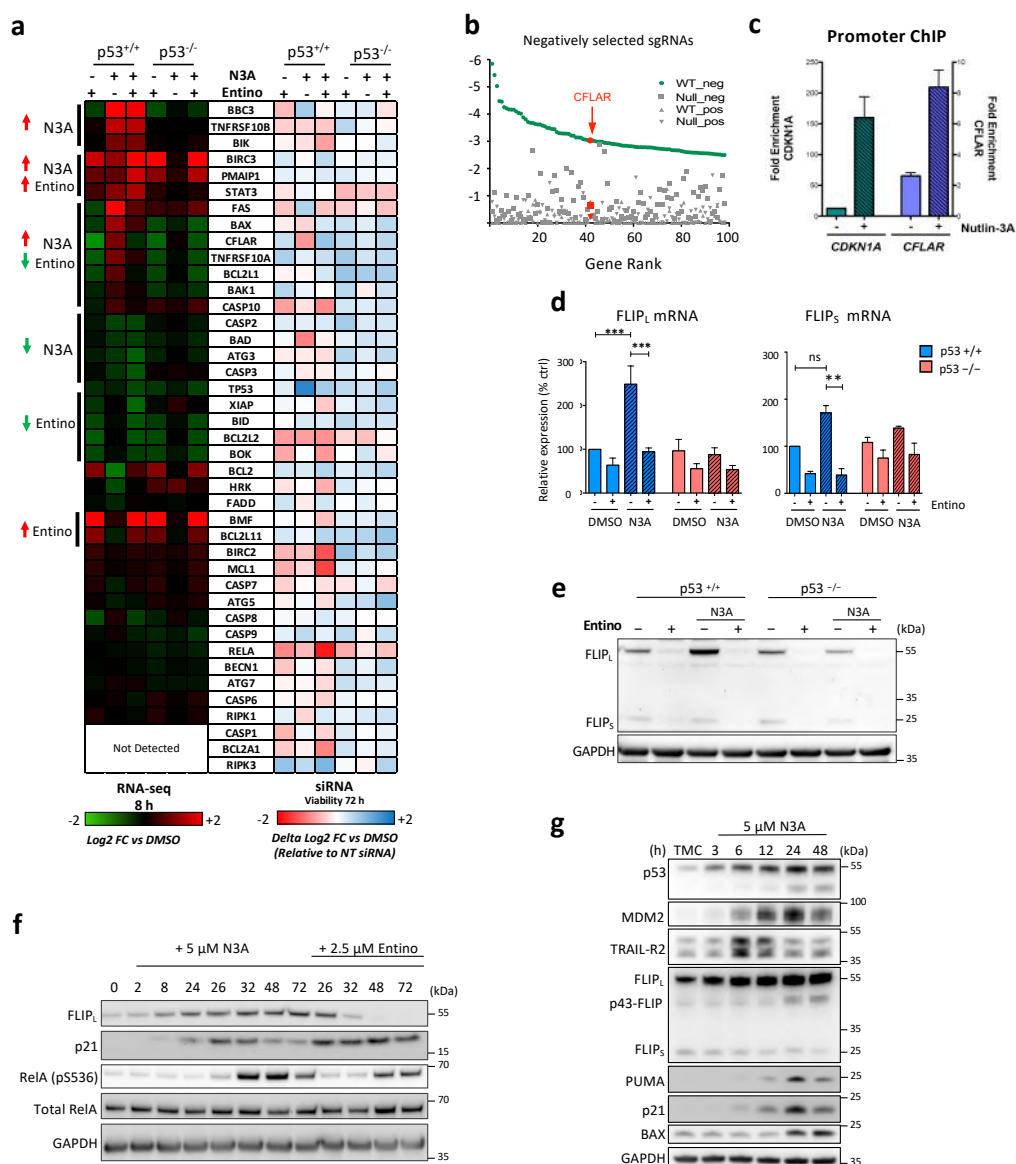 a
p53+/+ p53-/-
- + + - + + N3A - + + - + +
+ - + + - + Entino + - + + - +
N3A
N3A
Entino
N3A
Entino
N3A
Entino
Entino
BBC3
TNFRSF10B
BIK
BIRC3
PMAIP1
STAT3
FAS
BAX
CFLAR
TNFRSF10A
BCL2L1
BAK1
CASP10
CASP2
BAD
ATG3
CASP3
TP53
XIAP
BID
BCL2L2
BOK
BCL2
HRK
FADD
BMF
BCL2L11
BIRC2
MCL1
CASP7
ATG5
CASP8
CASP9
RELA
BECN1
ATG7
CASP6
RIPK1
CASP1
BCL2A1
RIPK3
p53+/+ p53-/-
Not Detected
RNA-seq
8 h
-2 +2
Log2 FC vs DMSO
siRNA
Viability 72 h
-2 +2
Delta Log2 FC vs DMSO
(Relative to NT siRNA)
b
Negatively selected sgRNAs
-6
-5
-4
-3
-2
-1
20 40 60 80 100
Gene Rank
CFLAR
WT_neg
Null_neg
WT_pos
Null_pos
c
Promoter ChIP
Fold Enrichment
CDKN1A
250
200
150
100
50
0
10
8
6
4
2
0
Fold Enrichment
CFLAR
- + - + Nutlin-3A
CDKN1A CFLAR
d
FLIPL mRNA
Relative expression (% ctrl)
300
200
100
0
***
***
- + - + - + - +
DMSO N3A DMSO N3A
FLIPS mRNA
300
200
100
0
ns
**
- + - + - + - + Entino
DMSO N3A DMSO N3A
p53 +/+
p53 −/−
e
p53 +/+ p53 −/−
N3A N3A
Entino − + − + − + − + (kDa)
FLIPL
FLIPS
GAPDH
55
35
25
35
f
+ 5 µM N3A + 2.5 µM Entino
0 2 8 24 26 32 48 72 26 32 48 72 (kDa)
FLIPL 55
p21 15
RelA (pS536) 70
Total RelA 70
GAPDH 35
g
5 µM N3A
(h) TMC 3 6 12 24 48 (kDa)
p53 55
MDM2 100
TRAIL-R2 55
35
FLIPL 55
p43-FLIP
35
FLIPS 25
PUMA 25
p21 25
BAX 25
GAPDH 35